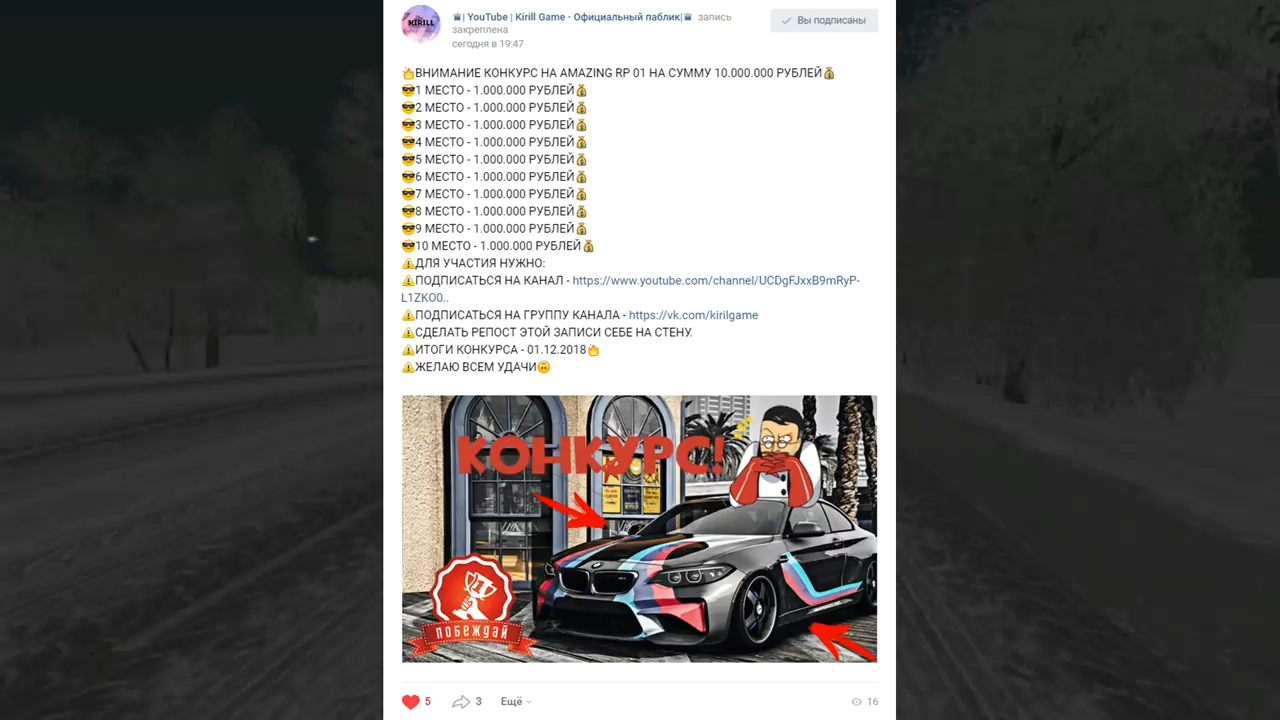 KIRILL
♛| YouTube | Kirill Game - Официальный паблик|♛ запись
закреплена
сегодня в 19:47
Вы подписаны
🔥ВНИМАНИЕ КОНКУРС НА AMAZING RP 01 НА СУММУ 10.000.000 РУБЛЕЙ💰
😎1 МЕСТО - 1.000.000 РУБЛЕЙ💰
😎2 МЕСТО - 1.000.000 РУБЛЕЙ💰
😎3 МЕСТО - 1.000.000 РУБЛЕЙ💰
😎4 МЕСТО - 1.000.000 РУБЛЕЙ💰
😎5 МЕСТО - 1.000.000 РУБЛЕЙ💰
😎6 МЕСТО - 1.000.000 РУБЛЕЙ💰
😎7 МЕСТО - 1.000.000 РУБЛЕЙ💰
😎8 МЕСТО - 1.000.000 РУБЛЕЙ💰
😎9 МЕСТО - 1.000.000 РУБЛЕЙ💰
😎10 МЕСТО - 1.000.000 РУБЛЕЙ💰
⚠ДЛЯ УЧАСТИЯ НУЖНО:
⚠ПОДПИСАТЬСЯ НА КАНАЛ - https://www.youtube.com/channel/UCDgFJxxB9mRyP-
L1ZKO0..
⚠ПОДПИСАТЬСЯ НА ГРУППУ КАНАЛА - https://vk.com/kirilgame
⚠СДЕЛАТЬ РЕПОСТ ЭТОЙ ЗАПИСИ СЕБЕ НА СТЕНУ.
⚠ИТОГИ КОНКУРСА - 01.12.2018🔥
⚠ЖЕЛАЮ ВСЕМ УДАЧИ🙃
КОНКУРС!
ПОБЕЖДАЙ
5 3 Ещё 16